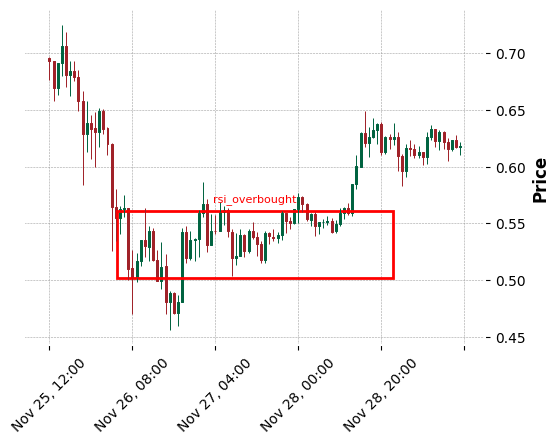 0.70
0.65
0.60
0.55
0.50
0.45
Price
rsi_overbought
Nov 25, 12:00
Nov 26, 08:00
Nov 27, 04:00
Nov 28, 00:00
Nov 28, 20:00